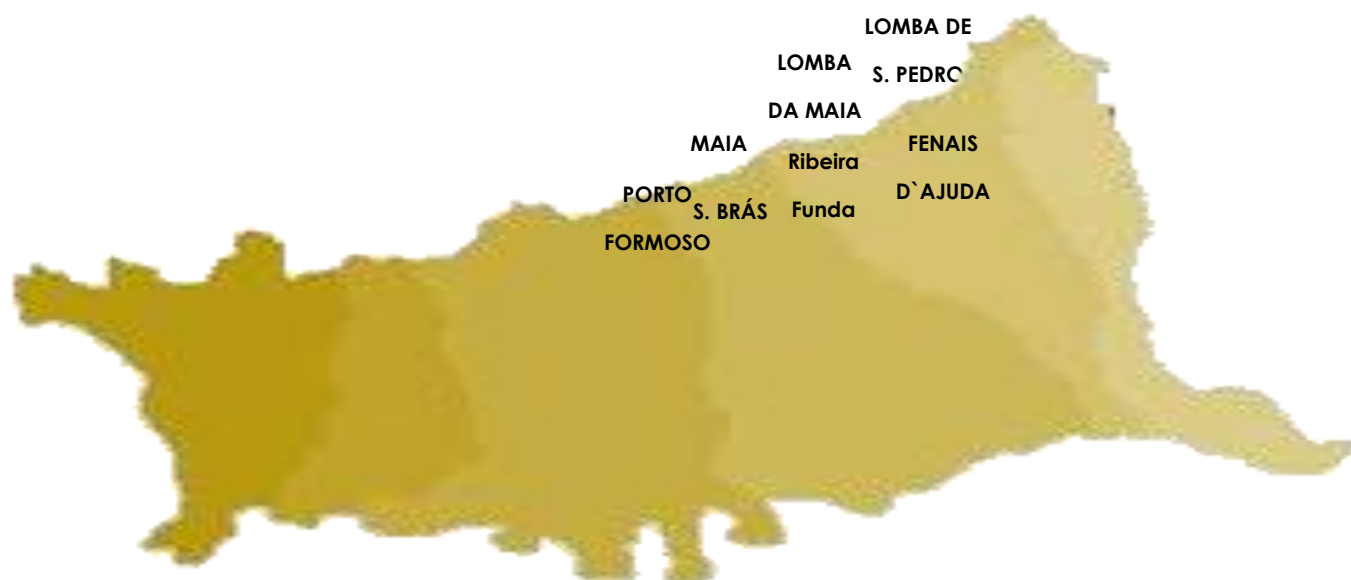 LOMBA DE
S. PEDRO
LOMBA
DA MAIA
MAIA
FENAIS
D`AJUDA
Ribeira
Funda
PORTO
FORMOSO
S. BRÁS